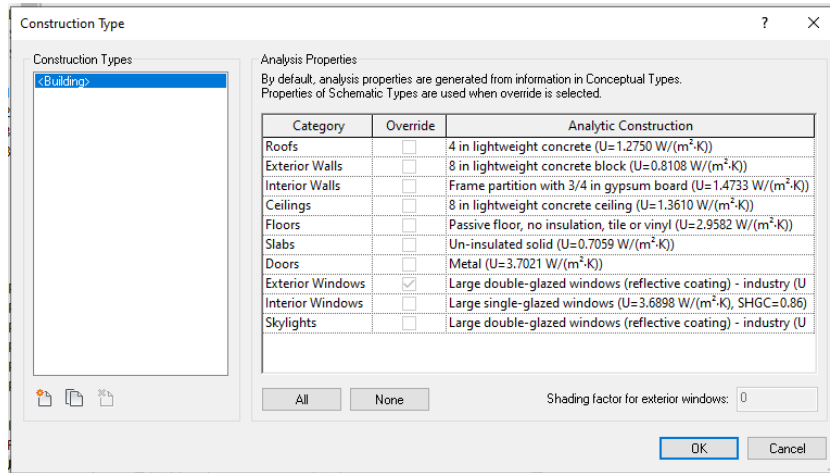 Construction Type
Construction Types
<Building>
Analysis Properties
By default, analysis properties are generated from information in Conceptual Types.
Properties of Schematic Types are used when override is selected.
Category Override Analytic Construction
Roofs 4 in lightweight concrete (U=1.2750 W/(m²·K))
Exterior Walls 8 in lightweight concrete block (U=0.8108 W/(m²·K))
Interior Walls Frame partition with 3/4 in gypsum board (U=1.4733 W/(m²·K))
Ceilings 8 in lightweight concrete ceiling (U=1.3610 W/(m²·K))
Floors Passive floor, no insulation, tile or vinyl (U=2.9582 W/(m²·K))
Slabs Un-insulated solid (U=0.7059 W/(m²·K))
Doors Metal (U=3.7021 W/(m²·K))
Exterior Windows Large double-glazed windows (reflective coating) - industry (U
Interior Windows Large single-glazed windows (U=3.6898 W/(m²·K), SHGC=0.86)
Skylights Large double-glazed windows (reflective coating) - industry (U
All None Shading factor for exterior windows: 0
OK Cancel